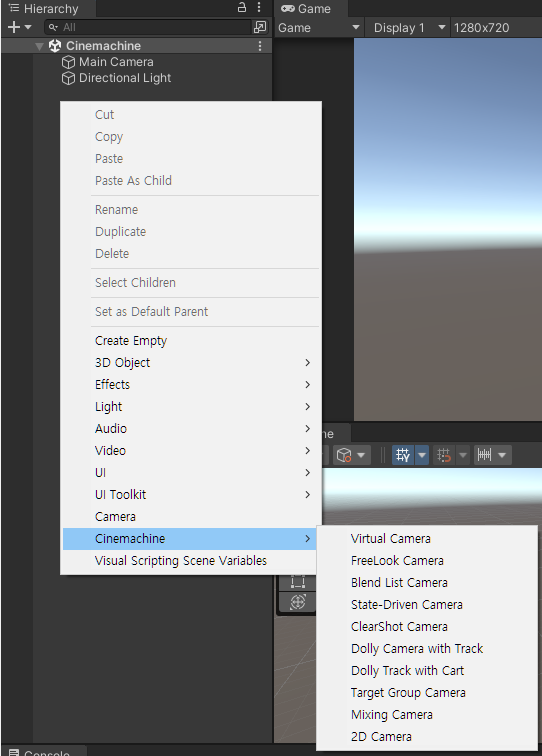 Hierarchy
All
Cinemachine
Main Camera
Directional Light
Game
Game
Display 1
1280x720
Cut
Copy
Paste
Paste As Child
Rename
Duplicate
Delete
Select Children
Set as Default Parent
Create Empty
3D Object
Effects
Light
Audio
Video
UI
UI Toolkit
Camera
Cinemachine
Visual Scripting Scene Variables
Virtual Camera
FreeLook Camera
Blend List Camera
State-Driven Camera
ClearShot Camera
Dolly Camera with Track
Dolly Track with Cart
Target Group Camera
Mixing Camera
2D Camera
Console